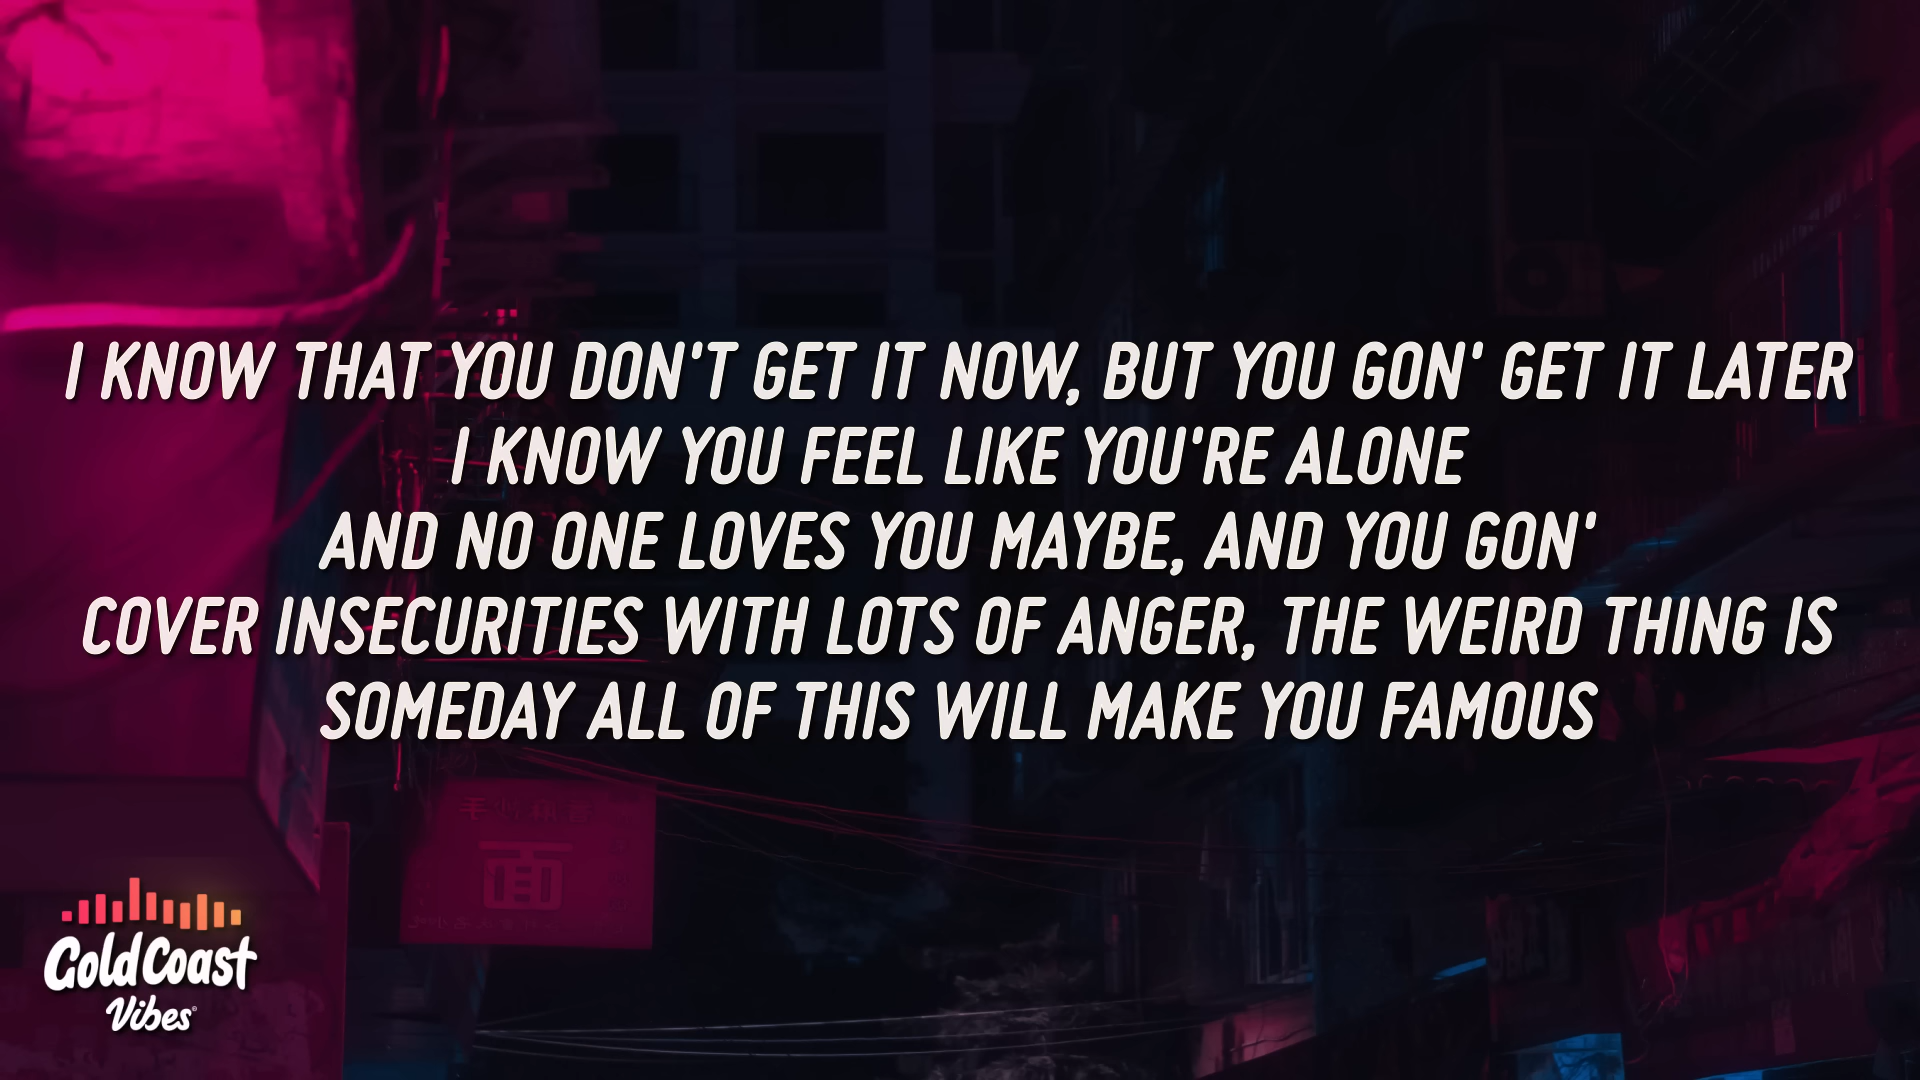 I KNOW THAT YOU DON'T GET IT NOW, BUT YOU GON' GET IT LATER
I KNOW YOU FEEL LIKE YOU'RE ALONE
AND NO ONE LOVES YOU MAYBE, AND YOU GON'
COVER INSECURITIES WITH LOTS OF ANGER, THE WEIRD THING IS
SOMEDAY ALL OF THIS WILL MAKE YOU FAMOUS
面
Gold Coast
Vibes